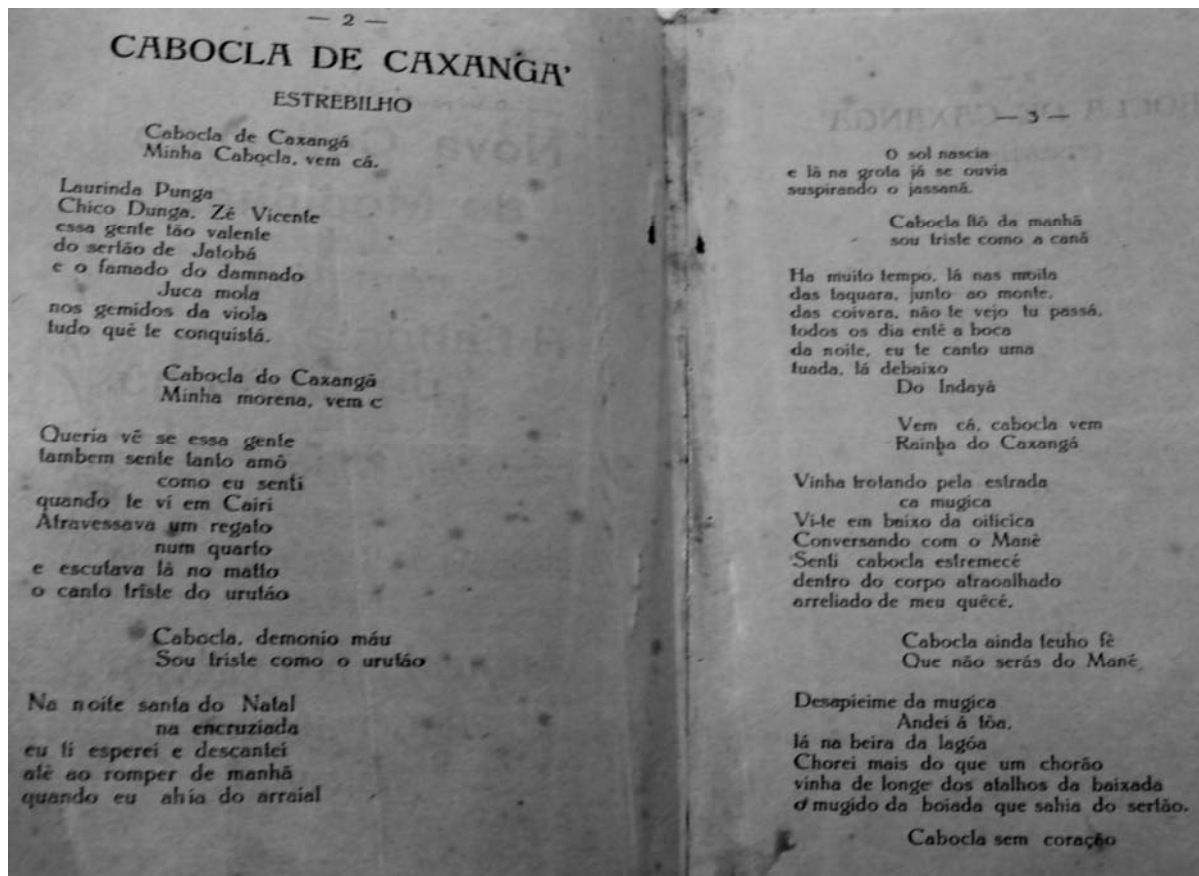 — 2 —
CABOCLA DE CAXANGA'
ESTREBILHO
Cabocla de Caxangá
Minha Cabocla, vem cá.
Laurinda Punga
Chico Dunga, Zé Vicente
essa gente tão valente
do sertão de Jatobá
e o famado do damnado
Juca mola
nos gemidos da viola
tudo quê te conquistá.
Cabocla do Caxangá
Minha morena, vem c
Queria vê se essa gente
tambem sente tanto amô
como eu senti
quando te ví em Cairi
Atravessava um regato
num quarto
e escutava lá no matto
o canto triste do urutáo
Cabocla, demonio máu
Sou triste como o urutáo
Na noite santa do Natal
na encruziada
eu ti esperei e descantei
até ao romper de manhã
quando eu ahia do arraial
— 3 —
O sol nascia
e lá na grota já se ouvia
suspirando o jassanã.
Cabocla flô da manhã
sou triste como a canã
Ha muito tempo, lá nas moita
das taquara, junto ao monte,
das coivara, não te vejo tu passá,
todos os dia enté a boca
da noite, eu te canto uma
tuada, lá debaixo
Do Indayá
Vem cá, cabocla vem
Rainha do Caxangá
Vinha trotando pela estrada
ca mugica
Vi-te em baixo da oiticica
Conversando com o Mané
Senti cabocla estremecé
dentro do corpo atraoalhado
arreliado de meu quêcé.
Cabocla ainda teuho fé
Que não serás do Mané
Desapieime da mugica
Andei á tôa,
lá na beira da lagóa
Chorei mais do que um chorão
vinha de longe dos atalhos da baixada
o mugido da boiada que sahia do sertão.
Cabocla sem coração